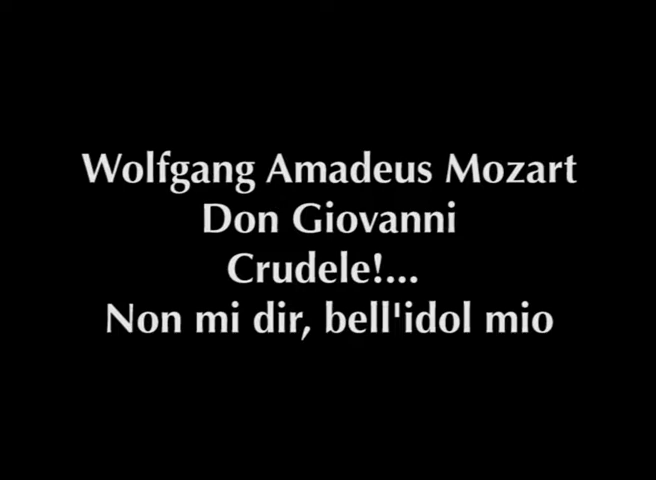 Wolfgang Amadeus Mozart
Don Giovanni
Crudele!...
Non mi dir, bell'idol mio